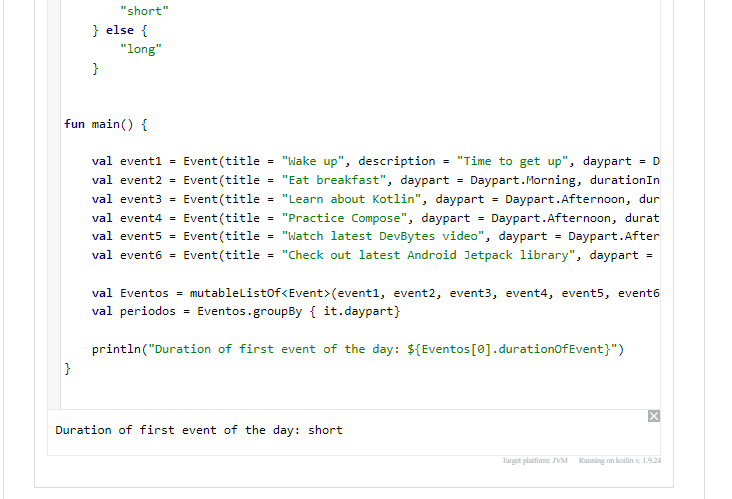 "short"
} else {
"long"
}
fun main() {
val event1 = Event(title = "Wake up", description = "Time to get up", daypart = D
val event2 = Event(title = "Eat breakfast", daypart = Daypart.Morning, durationIn
val event3 = Event(title = "Learn about Kotlin", daypart = Daypart.Afternoon, dur
val event4 = Event(title = "Practice Compose", daypart = Daypart.Afternoon, durat
val event5 = Event(title = "Watch latest DevBytes video", daypart = Daypart.After
val event6 = Event(title = "Check out latest Android Jetpack library", daypart =
val Eventos = mutableListOf<Event>(event1, event2, event3, event4, event5, event6
val periodos = Eventos.groupBy { it.daypart}
println("Duration of first event of the day: ${Eventos[0].durationOfEvent}")
}
Duration of first event of the day: short
Target platform: JVM Running on kotlin v. 1.9.24